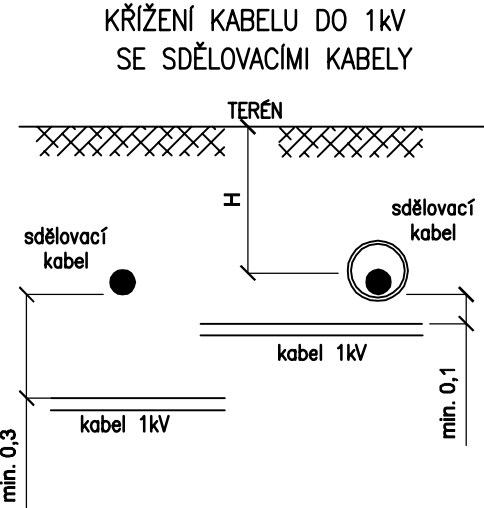 KŘÍŽENÍ KABELU DO 1kV
SE SDĚLOVACÍMI KABELY
TERÉN
H
sdělovací
kabel
sdělovací
kabel
kabel 1kV
kabel 1kV
min. 0,3
min. 0,1